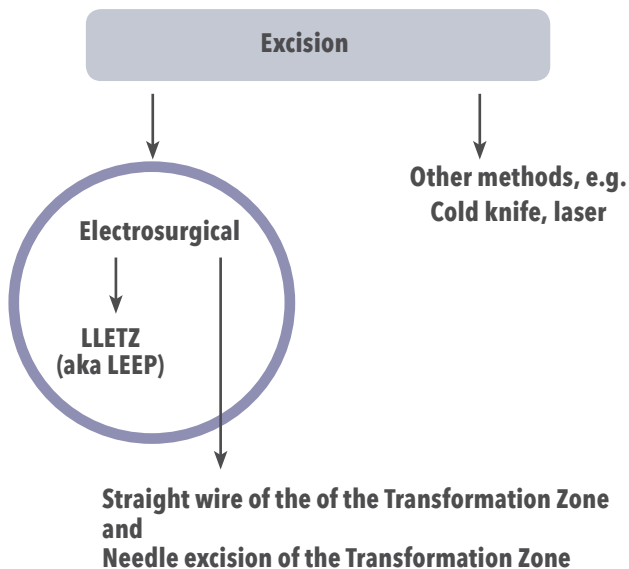 Excision
Other methods, e.g.
Cold knife, laser
Electrosurgical
LLETZ
(aka LEEP)
Straight wire of the of the Transformation Zone
and
Needle excision of the Transformation Zone